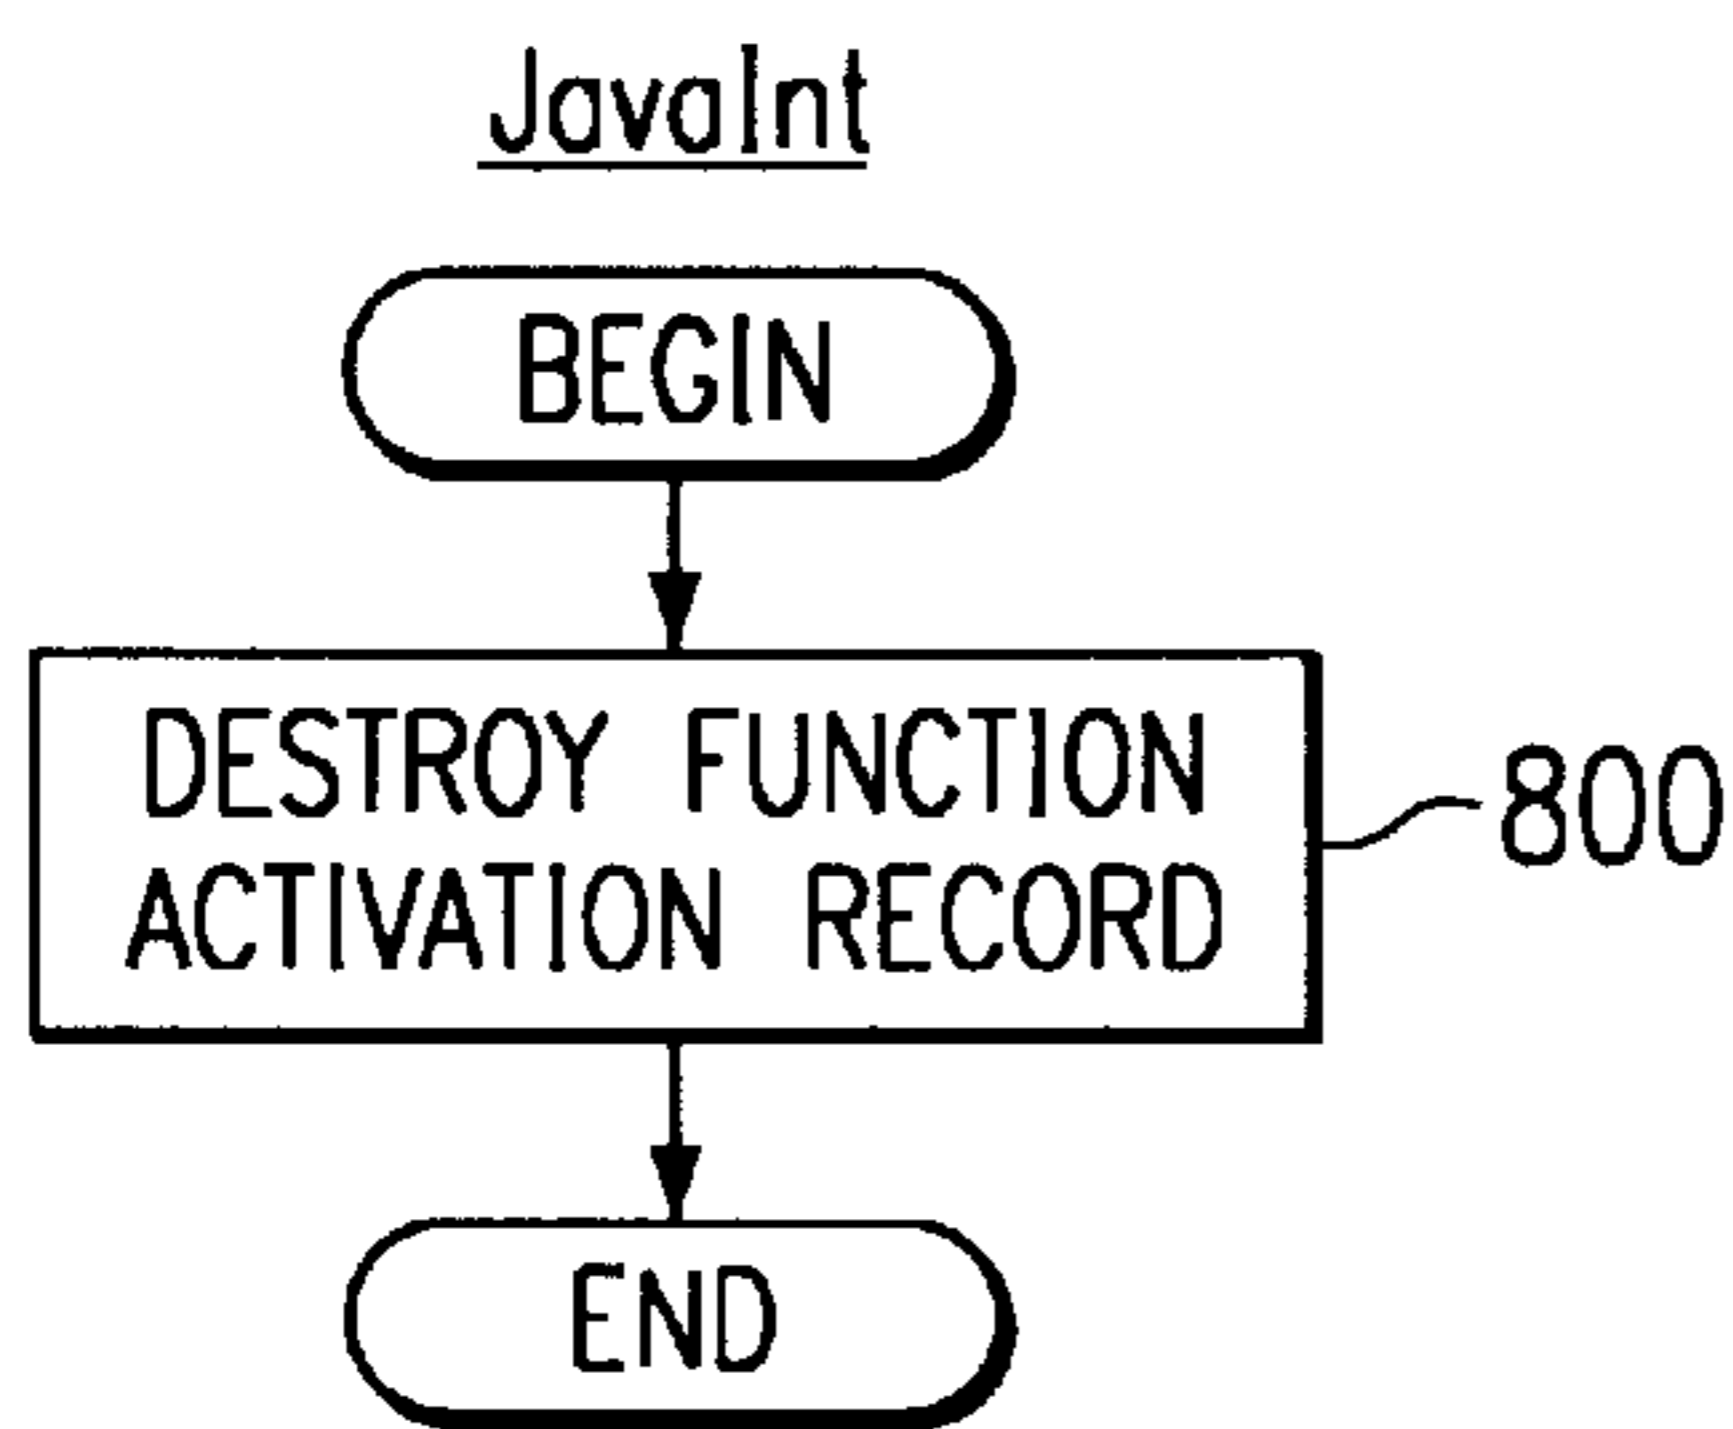 JavaInt
BEGIN
DESTROY FUNCTION
ACTIVATION RECORD
800
END